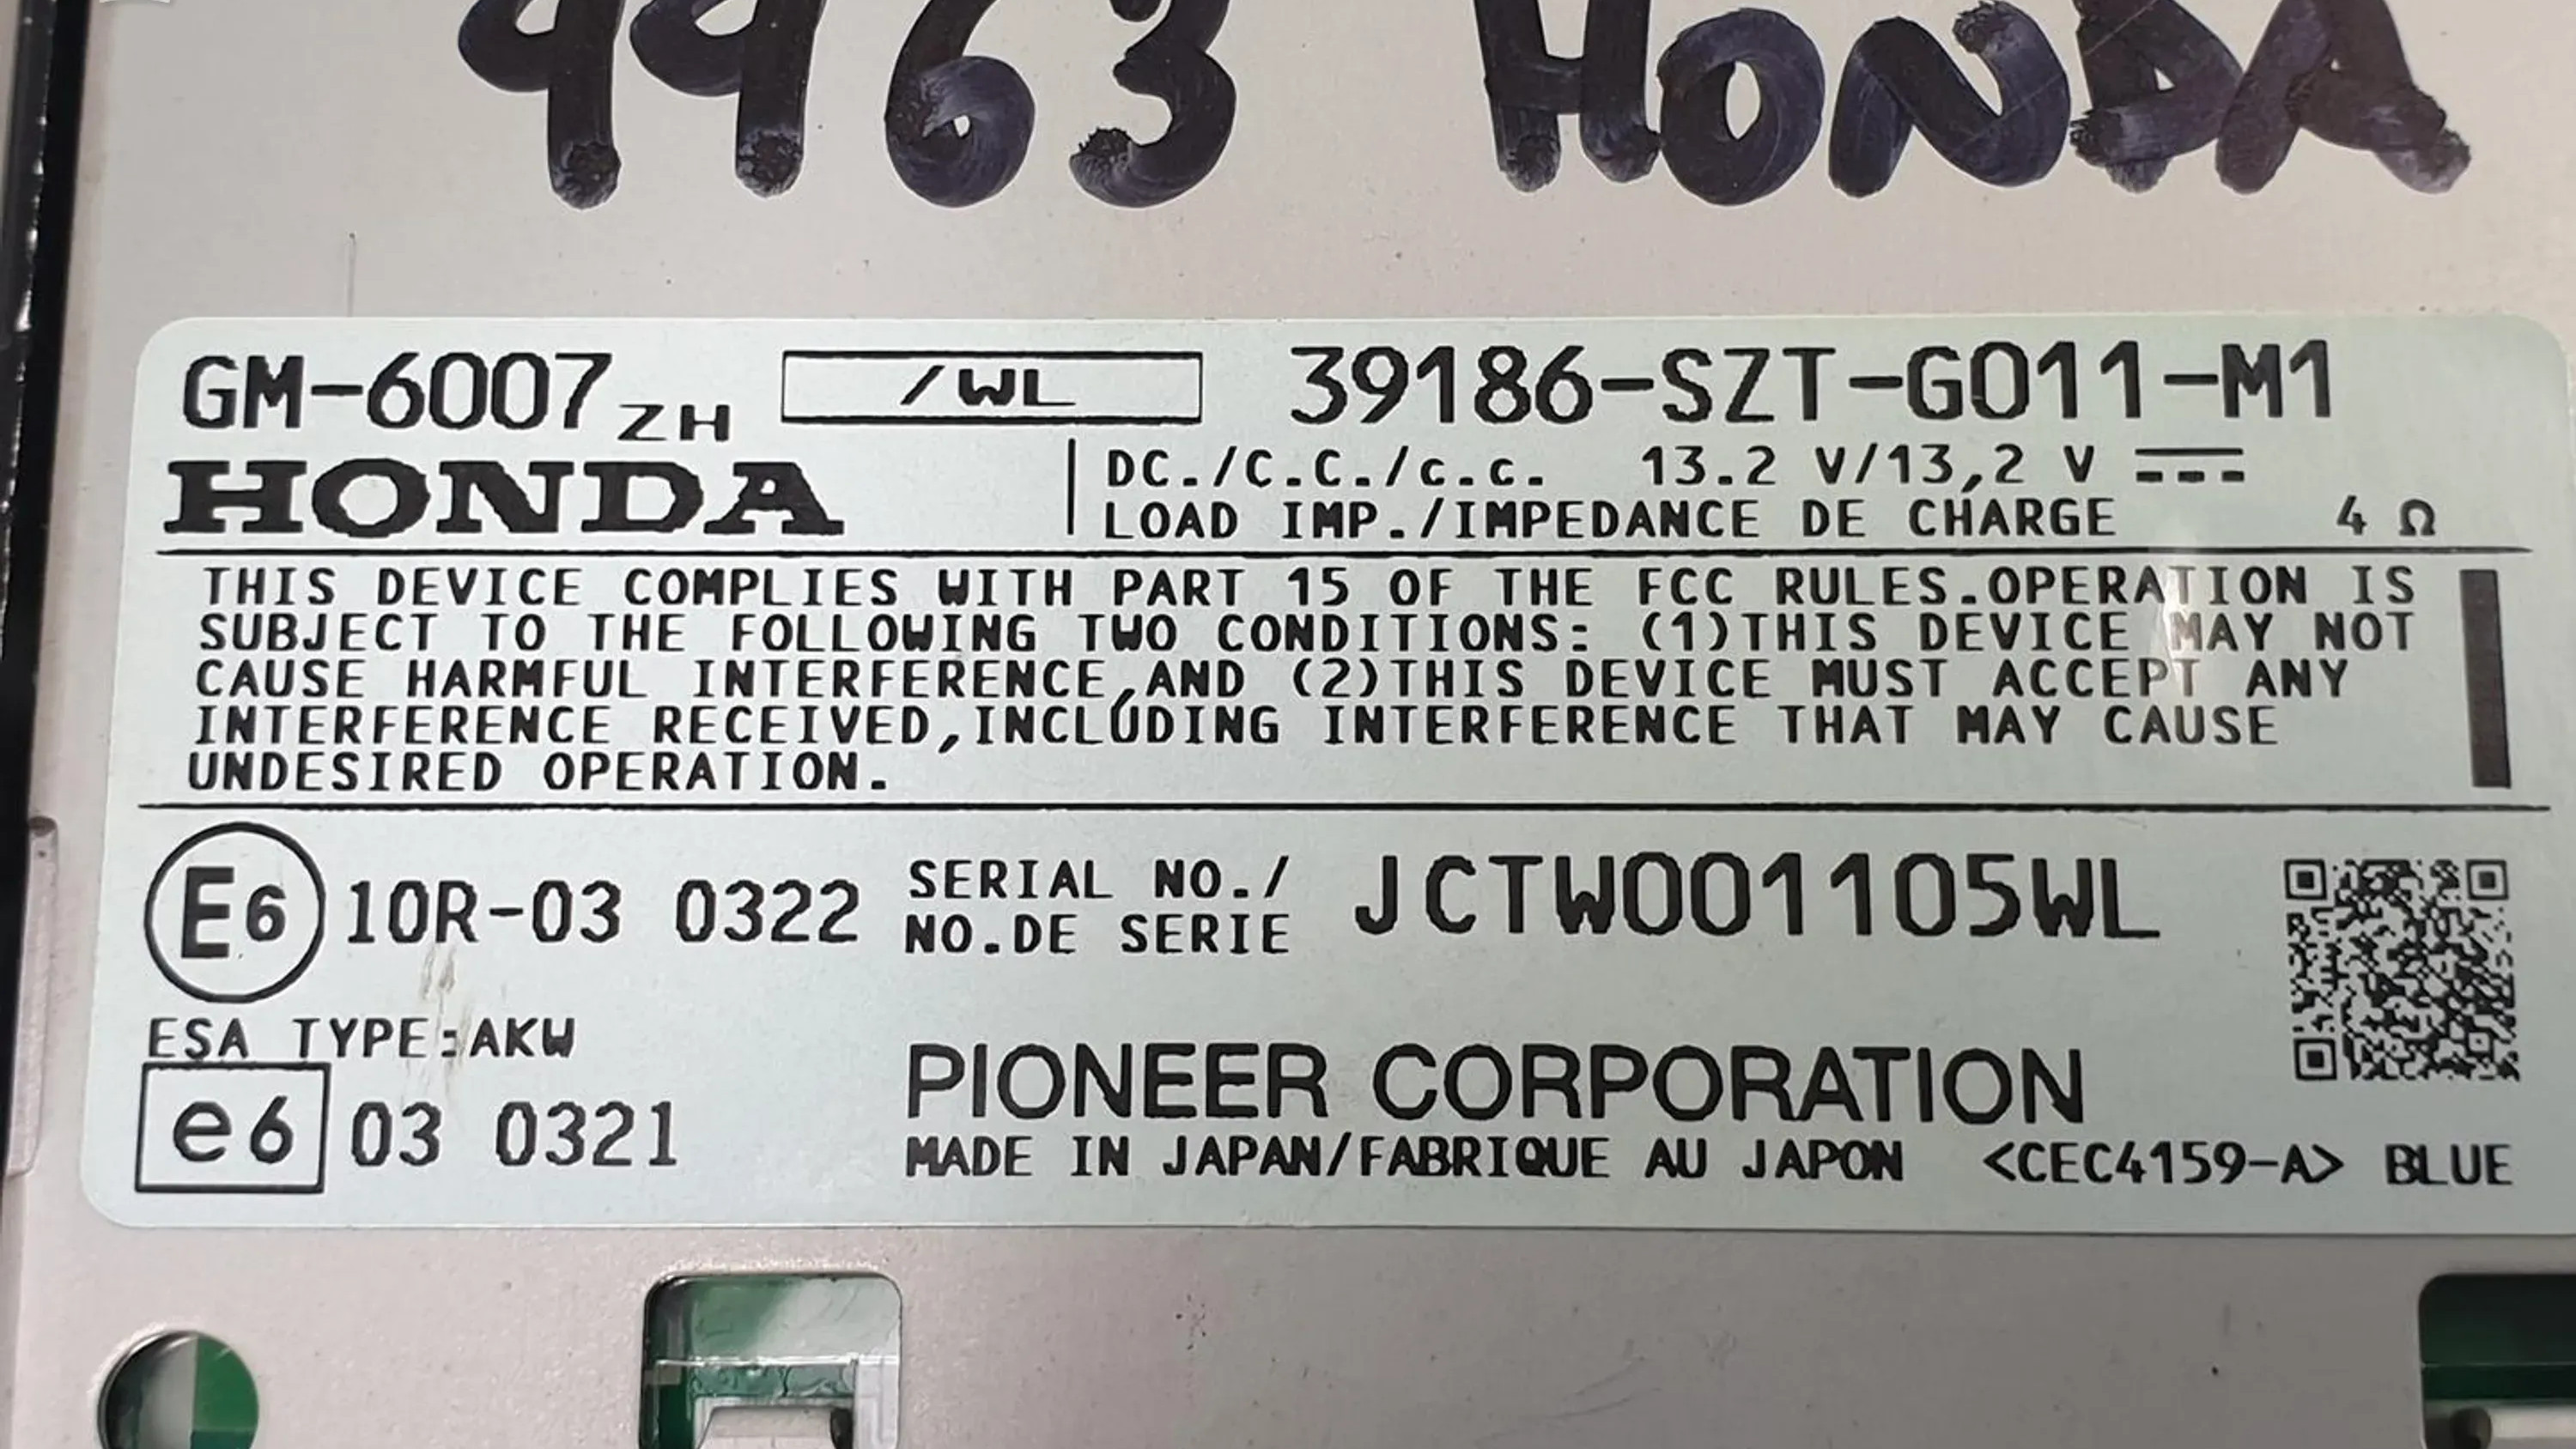 9963 HONDA
GM-6007ZH /WL 39186-SZT-G011-M1
HONDA DC./C.C./c.c. 13.2 V/13,2 V
LOAD IMP./IMPEDANCE DE CHARGE 4 Ω
THIS DEVICE COMPLIES WITH PART 15 OF THE FCC RULES.OPERATION IS
SUBJECT TO THE FOLLOWING TWO CONDITIONS: (1)THIS DEVICE MAY NOT
CAUSE HARMFUL INTERFERENCE,AND (2)THIS DEVICE MUST ACCEPT ANY
INTERFERENCE RECEIVED,INCLUDING INTERFERENCE THAT MAY CAUSE
UNDESIRED OPERATION.
E6 10R-03 0322 SERIAL NO./
NO.DE SERIE JCTW001105WL
ESA TYPE:AKW
e6 03 0321
PIONEER CORPORATION
MADE IN JAPAN/FABRIQUE AU JAPON <CEC4159-A> BLUE